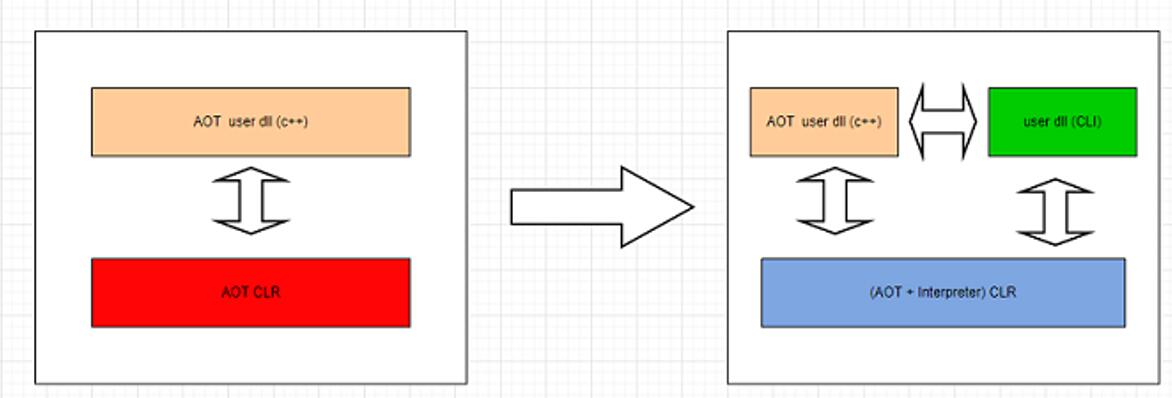 AOT user dll (c++)
AOT CLR
AOT user dll (c++)
user dll (CLI)
(AOT + Interpreter) CLR